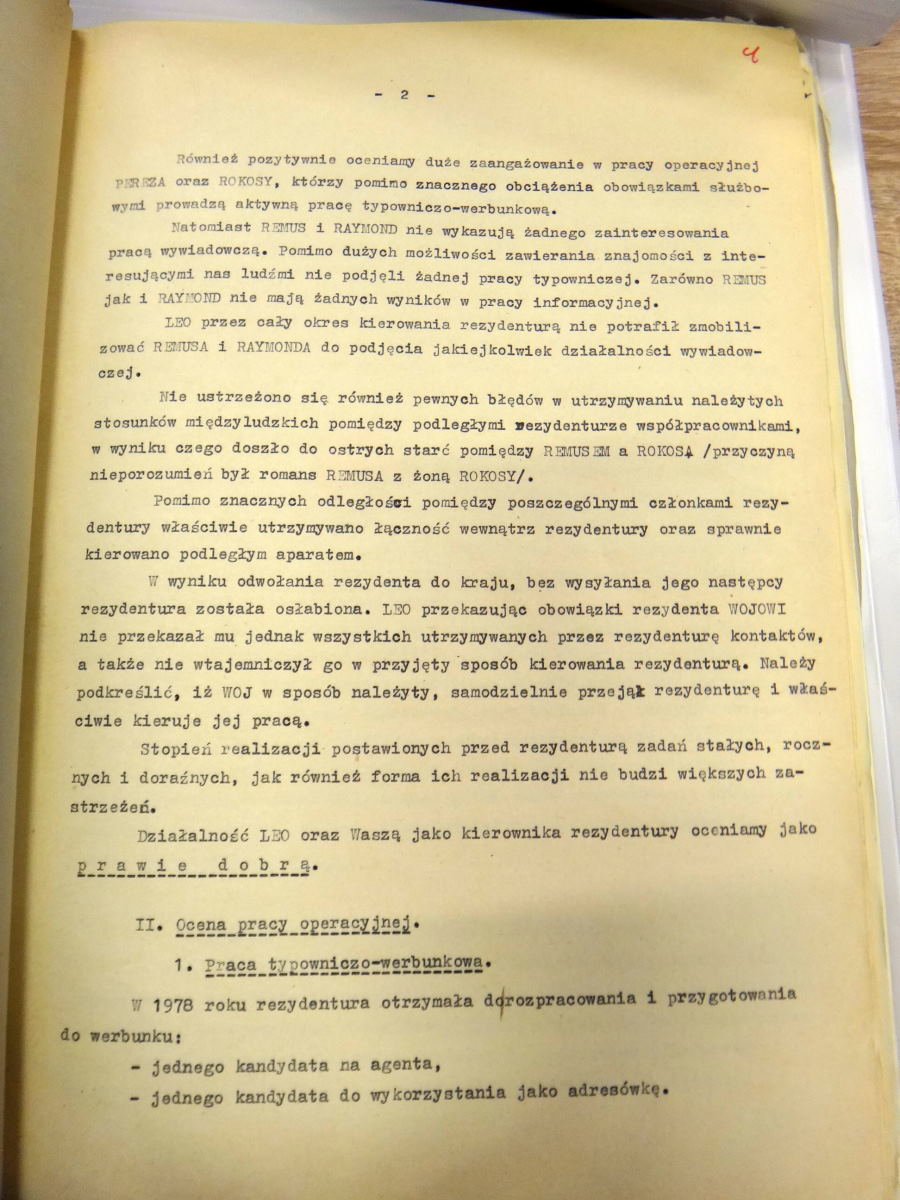 4
- 2 -
Również pozytywnie oceniamy duże zaangażowanie w pracy operacyjnej
PEREZA oraz ROKOSY, którzy pomimo znacznego obciążenia obowiązkami służbo-
wymi prowadzą aktywną pracę typowniczo-werbunkową.
Natomiast REMUS i RAYMOND nie wykazują żadnego zainteresowania
pracą wywiadowczą. Pomimo dużych możliwości zawierania znajomości z inte-
resującymi nas ludźmi nie podjęli żadnej pracy typowniczej. Zarówno REMUS
jak i RAYMOND nie mają żadnych wyników w pracy informacyjnej.
LEO przez cały okres kierowania rezydenturą nie potrafił zmobili-
zować REMUSA i RAYMONDA do podjęcia jakiejkolwiek działalności wywiadow-
czej.
Nie ustrzeżono się również pewnych błędów w utrzymywaniu należytych
stosunków międzyludzkich pomiędzy podległymi rezydenturze współpracownikami,
w wyniku czego doszło do ostrych starć pomiędzy REMUSEM a ROKOSĄ /przyczyną
nieporozumień był romans REMUSA z żoną ROKOSY/.
Pomimo znacznych odległości pomiędzy poszczególnymi członkami rezy-
dentury właściwie utrzymywano łączność wewnątrz rezydentury oraz sprawnie
kierowano podległym aparatem.
W wyniku odwołania rezydenta do kraju, bez wysyłania jego następcy
rezydentura została osłabiona. LEO przekazując obowiązki rezydenta WOJOWI
nie przekazał mu jednak wszystkich utrzymywanych przez rezydenturę kontaktów,
a także nie wtajemniczył go w przyjęty sposób kierowania rezydenturą. Należy
podkreślić, iż WOJ w sposób należyty, samodzielnie przejął rezydenturę i właś-
ciwie kieruje jej pracą.
Stopień realizacji postawionych przed rezydenturą zadań stałych, rocz-
nych i doraźnych, jak również forma ich realizacji nie budzi większych za-
strzeżeń.
Działalność LEO oraz Waszą jako kierownika rezydentury oceniamy jako
p r a w i e   d o b r ą.
II. Ocena pracy operacyjnej.
1. Praca typowniczo-werbunkowa.
W 1978 roku rezydentura otrzymała do/rozpracowania i przygotowania
do werbunku:
- jednego kandydata na agenta,
- jednego kandydata do wykorzystania jako adresówkę.